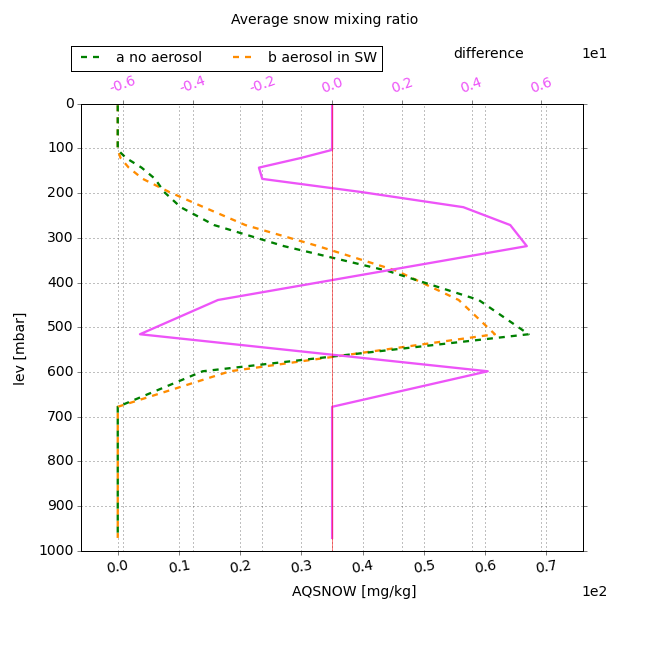 Average snow mixing ratio
a no aerosol b aerosol in SW difference 1e1
-0.6 -0.4 -0.2 0.0 0.2 0.4 0.6
0
100
200
300
400
500
600
700
800
900
1000
lev [mbar]
0.0 0.1 0.2 0.3 0.4 0.5 0.6 0.7
AQSNOW [mg/kg] 1e2